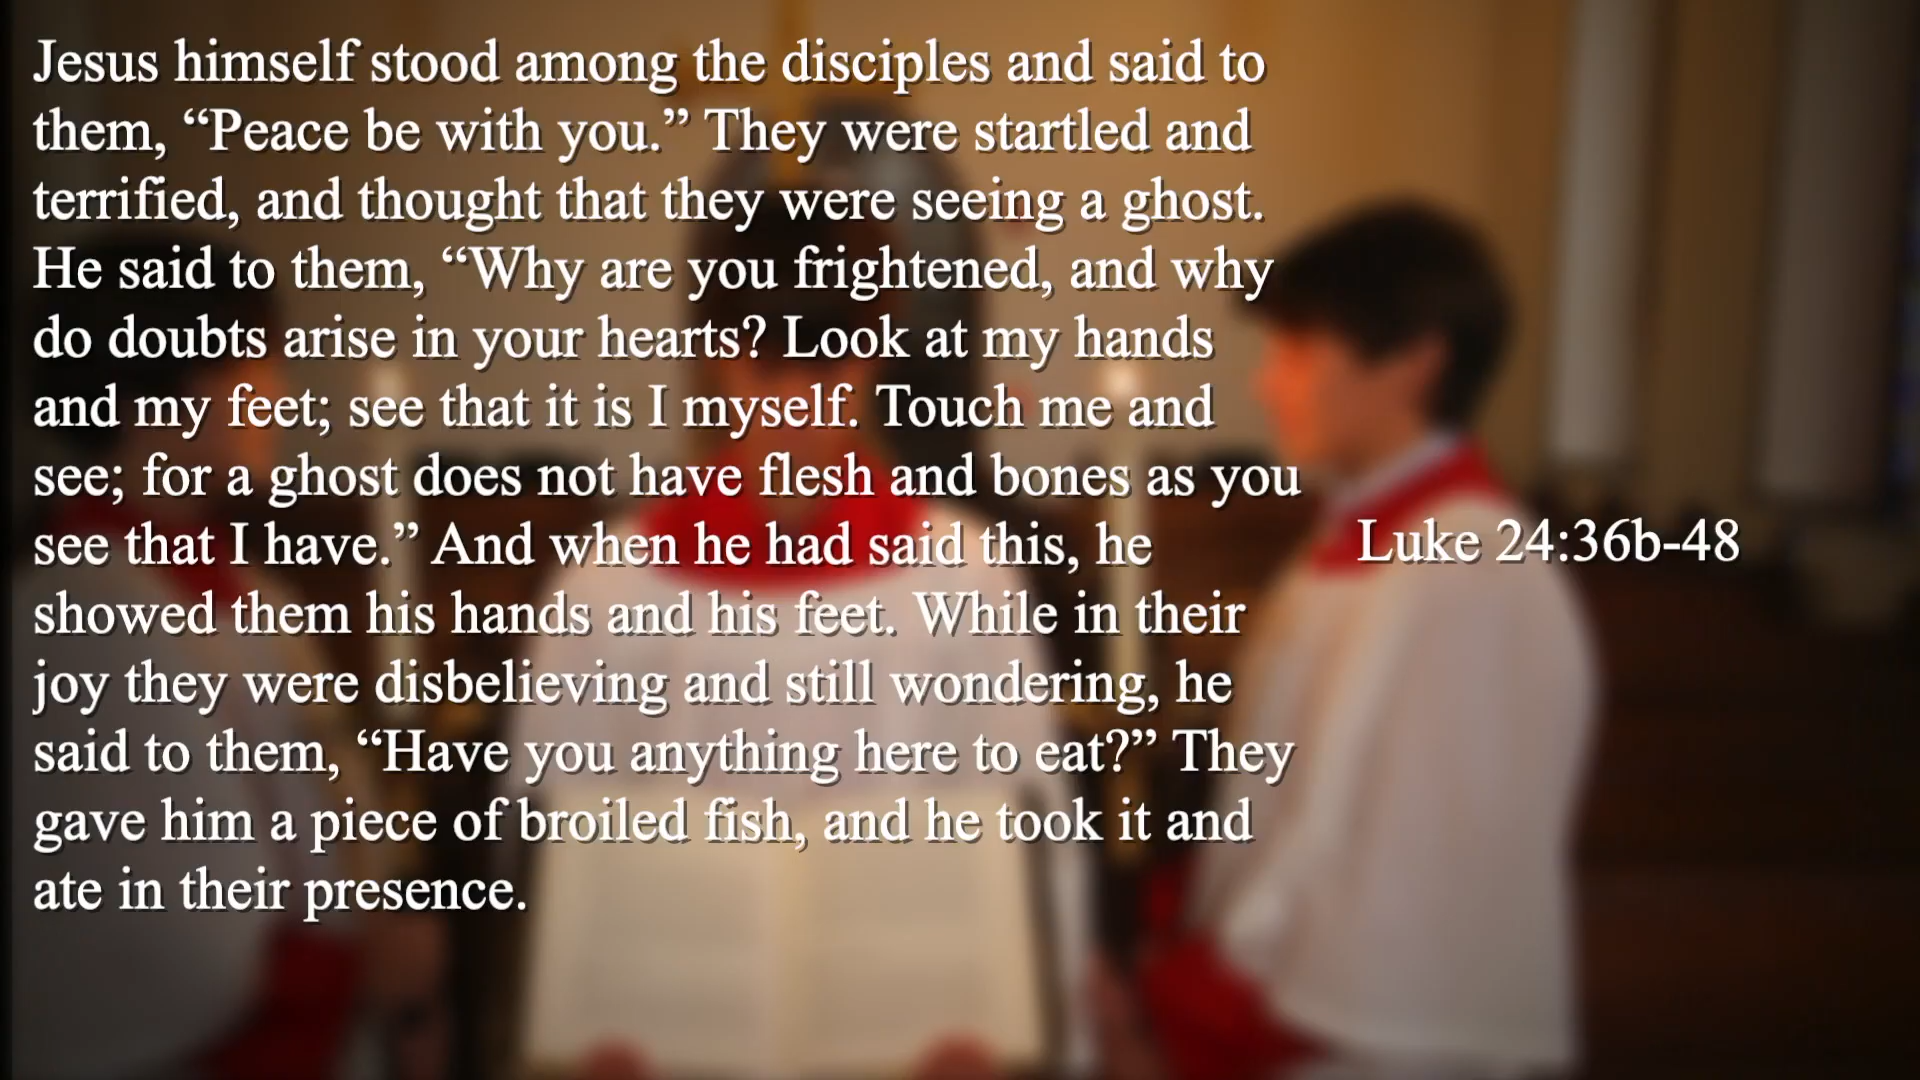 Jesus himself stood among the disciples and said to
them, “Peace be with you.” They were startled and
terrified, and thought that they were seeing a ghost.
He said to them, “Why are you frightened, and why
do doubts arise in your hearts? Look at my hands
and my feet; see that it is I myself. Touch me and
see; for a ghost does not have flesh and bones as you
see that I have.” And when he had said this, he
showed them his hands and his feet. While in their
joy they were disbelieving and still wondering, he
said to them, “Have you anything here to eat?” They
gave him a piece of broiled fish, and he took it and
ate in their presence.
Luke 24:36b-48